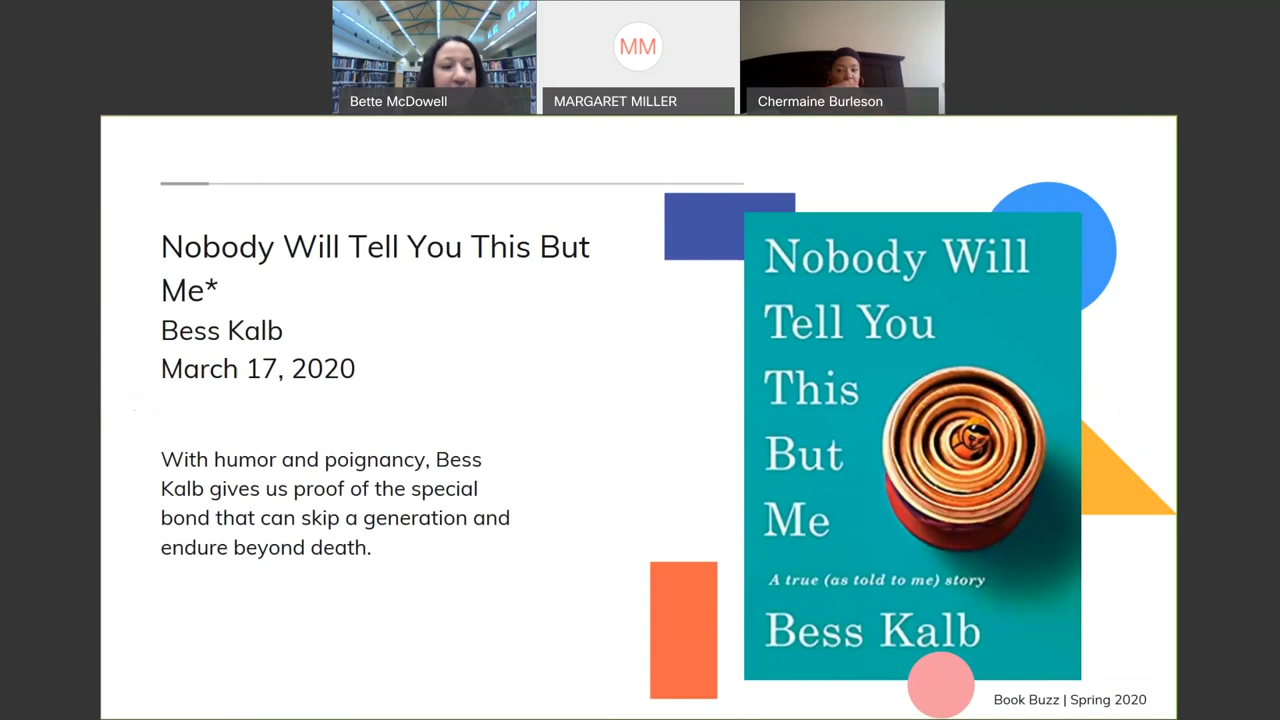 MM
Bette McDowell
MARGARET MILLER
Chermaine Burleson
Nobody Will Tell You This But
Me*
Bess Kalb
March 17, 2020
With humor and poignancy, Bess
Kalb gives us proof of the special
bond that can skip a generation and
endure beyond death.
Nobody Will
Tell You
This
But
Me
A true (as told to me) story
Bess Kalb
Book Buzz | Spring 2020